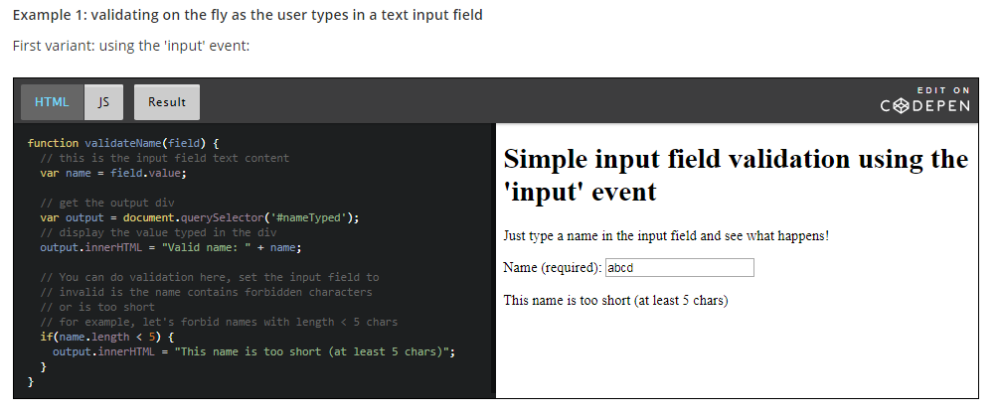 Example 1: validating on the fly as the user types in a text input field
First variant: using the 'input' event:
HTML JS Result
EDIT ON
CODEPEN
function validateName(field) {
// this is the input field text content
var name = field.value;
// get the output div
var output = document.querySelector('#nameTyped');
// display the value typed in the div
output.innerHTML = "Valid name: " + name;
// You can do validation here, set the input field to
// invalid is the name contains forbidden characters
// or is too short
// for example, let's forbid names with length < 5 chars
if(name.length < 5) {
output.innerHTML = "This name is too short (at least 5 chars)";
}
}
Simple input field validation using the
'input' event
Just type a name in the input field and see what happens!
Name (required): abcd
This name is too short (at least 5 chars)